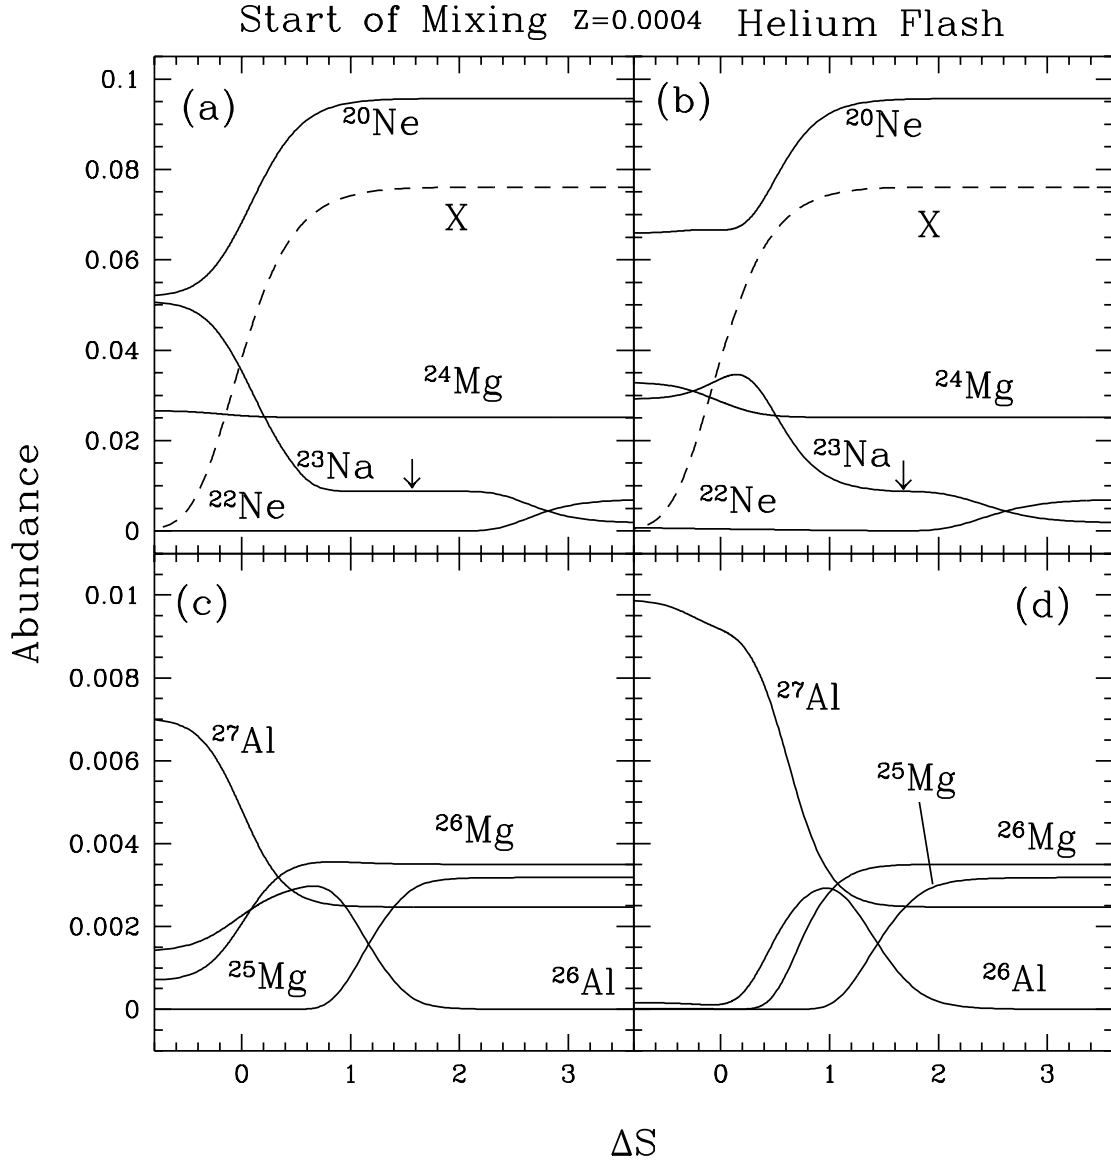 Start of Mixing Z=0.0004 Helium Flash
0.1
0.08
0.06
0.04
0.02
0
(a)
²⁰Ne
X
²⁴Mg
²³Na
²²Ne
(b)
²⁰Ne
X
²⁴Mg
²³Na
²²Ne
Abundance
0.01
0.008
0.006
0.004
0.002
0
(c)
²⁷Al
²⁶Mg
²⁵Mg
²⁶Al
(d)
²⁷Al
²⁵Mg
²⁶Mg
²⁶Al
0 1 2 3
0 1 2 3
ΔS